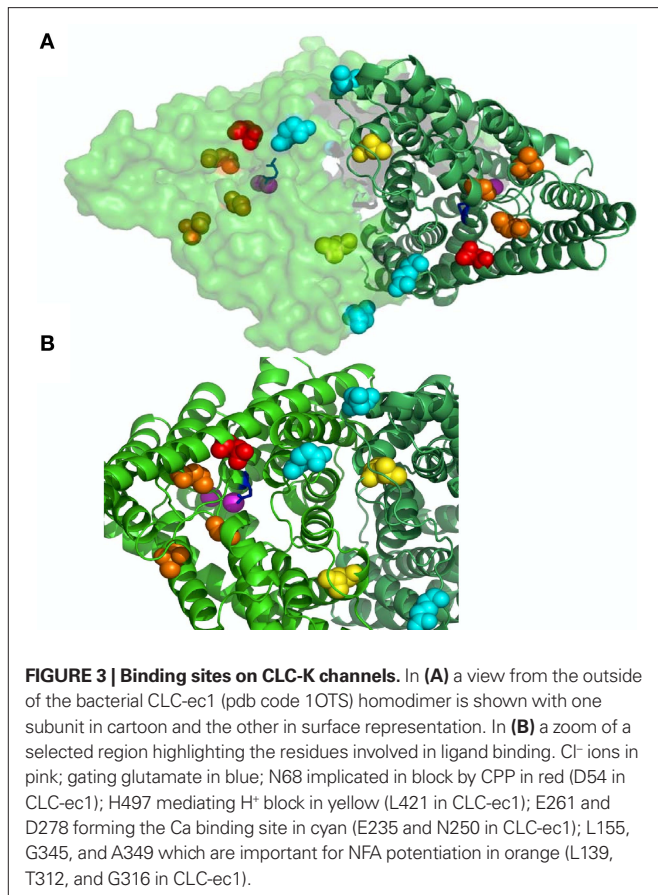 A
B
FIGURE 3 | Binding sites on CLC-K channels. In (A) a view from the outside
of the bacterial CLC-ec1 (pdb code 1OTS) homodimer is shown with one
subunit in cartoon and the other in surface representation. In (B) a zoom of a
selected region highlighting the residues involved in ligand binding. Cl⁻ ions in
pink; gating glutamate in blue; N68 implicated in block by CPP in red (D54 in
CLC-ec1); H497 mediating H⁺ block in yellow (L421 in CLC-ec1); E261 and
D278 forming the Ca binding site in cyan (E235 and N250 in CLC-ec1); L155,
G345, and A349 which are important for NFA potentiation in orange (L139,
T312, and G316 in CLC-ec1).